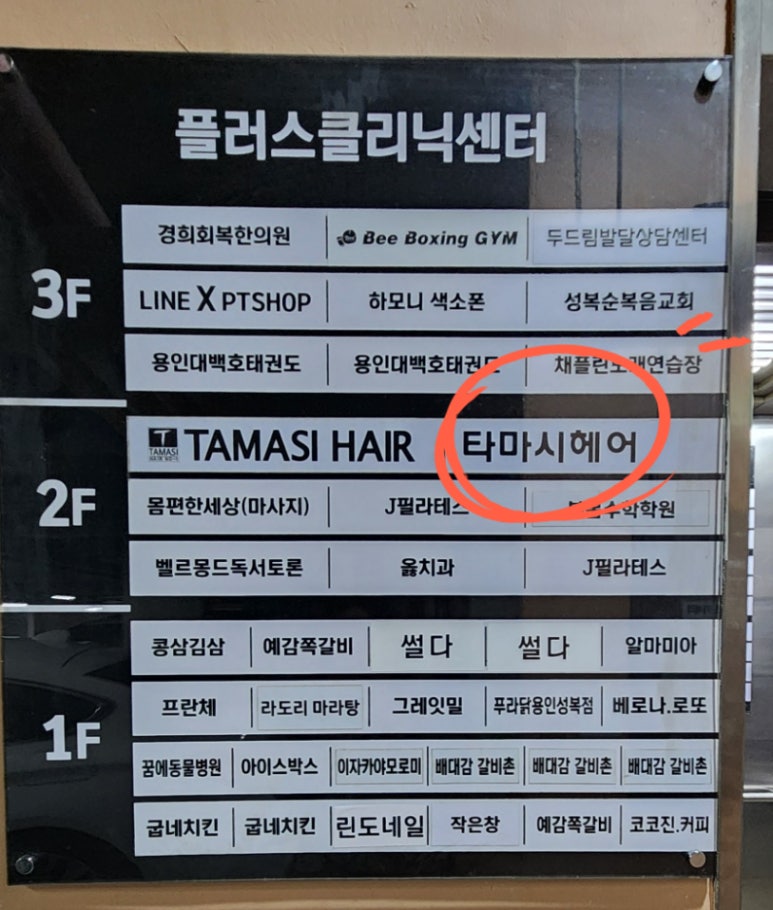 플러스클리닉센터
경희회복한의원 Bee Boxing GYM 두드림발달상담센터
3F
LINE X PTSHOP 하모니 색소폰 성복순복음교회
용인대백호태권도 용인대백호태권도
TAMASI HAIR 타마시헤어
TAMASI
2F
몸편한세상(마사지) J필라테스
벨르몽드독서토론 옳치과 J필라테스
콩삼김삼 예감쪽갈비 썰다 썰다 알마미아
프란체 라도리 마라탕 그레잇밀 푸라닭용인성복점 베로나.로또
1F
꿈에동물병원 아이스박스 이자카야모로미 배대감 갈비촌 배대감 갈비촌 배대감 갈비촌
굽네치킨 굽네치킨 린도네일 작은창 예감쪽갈비 코코진.커피